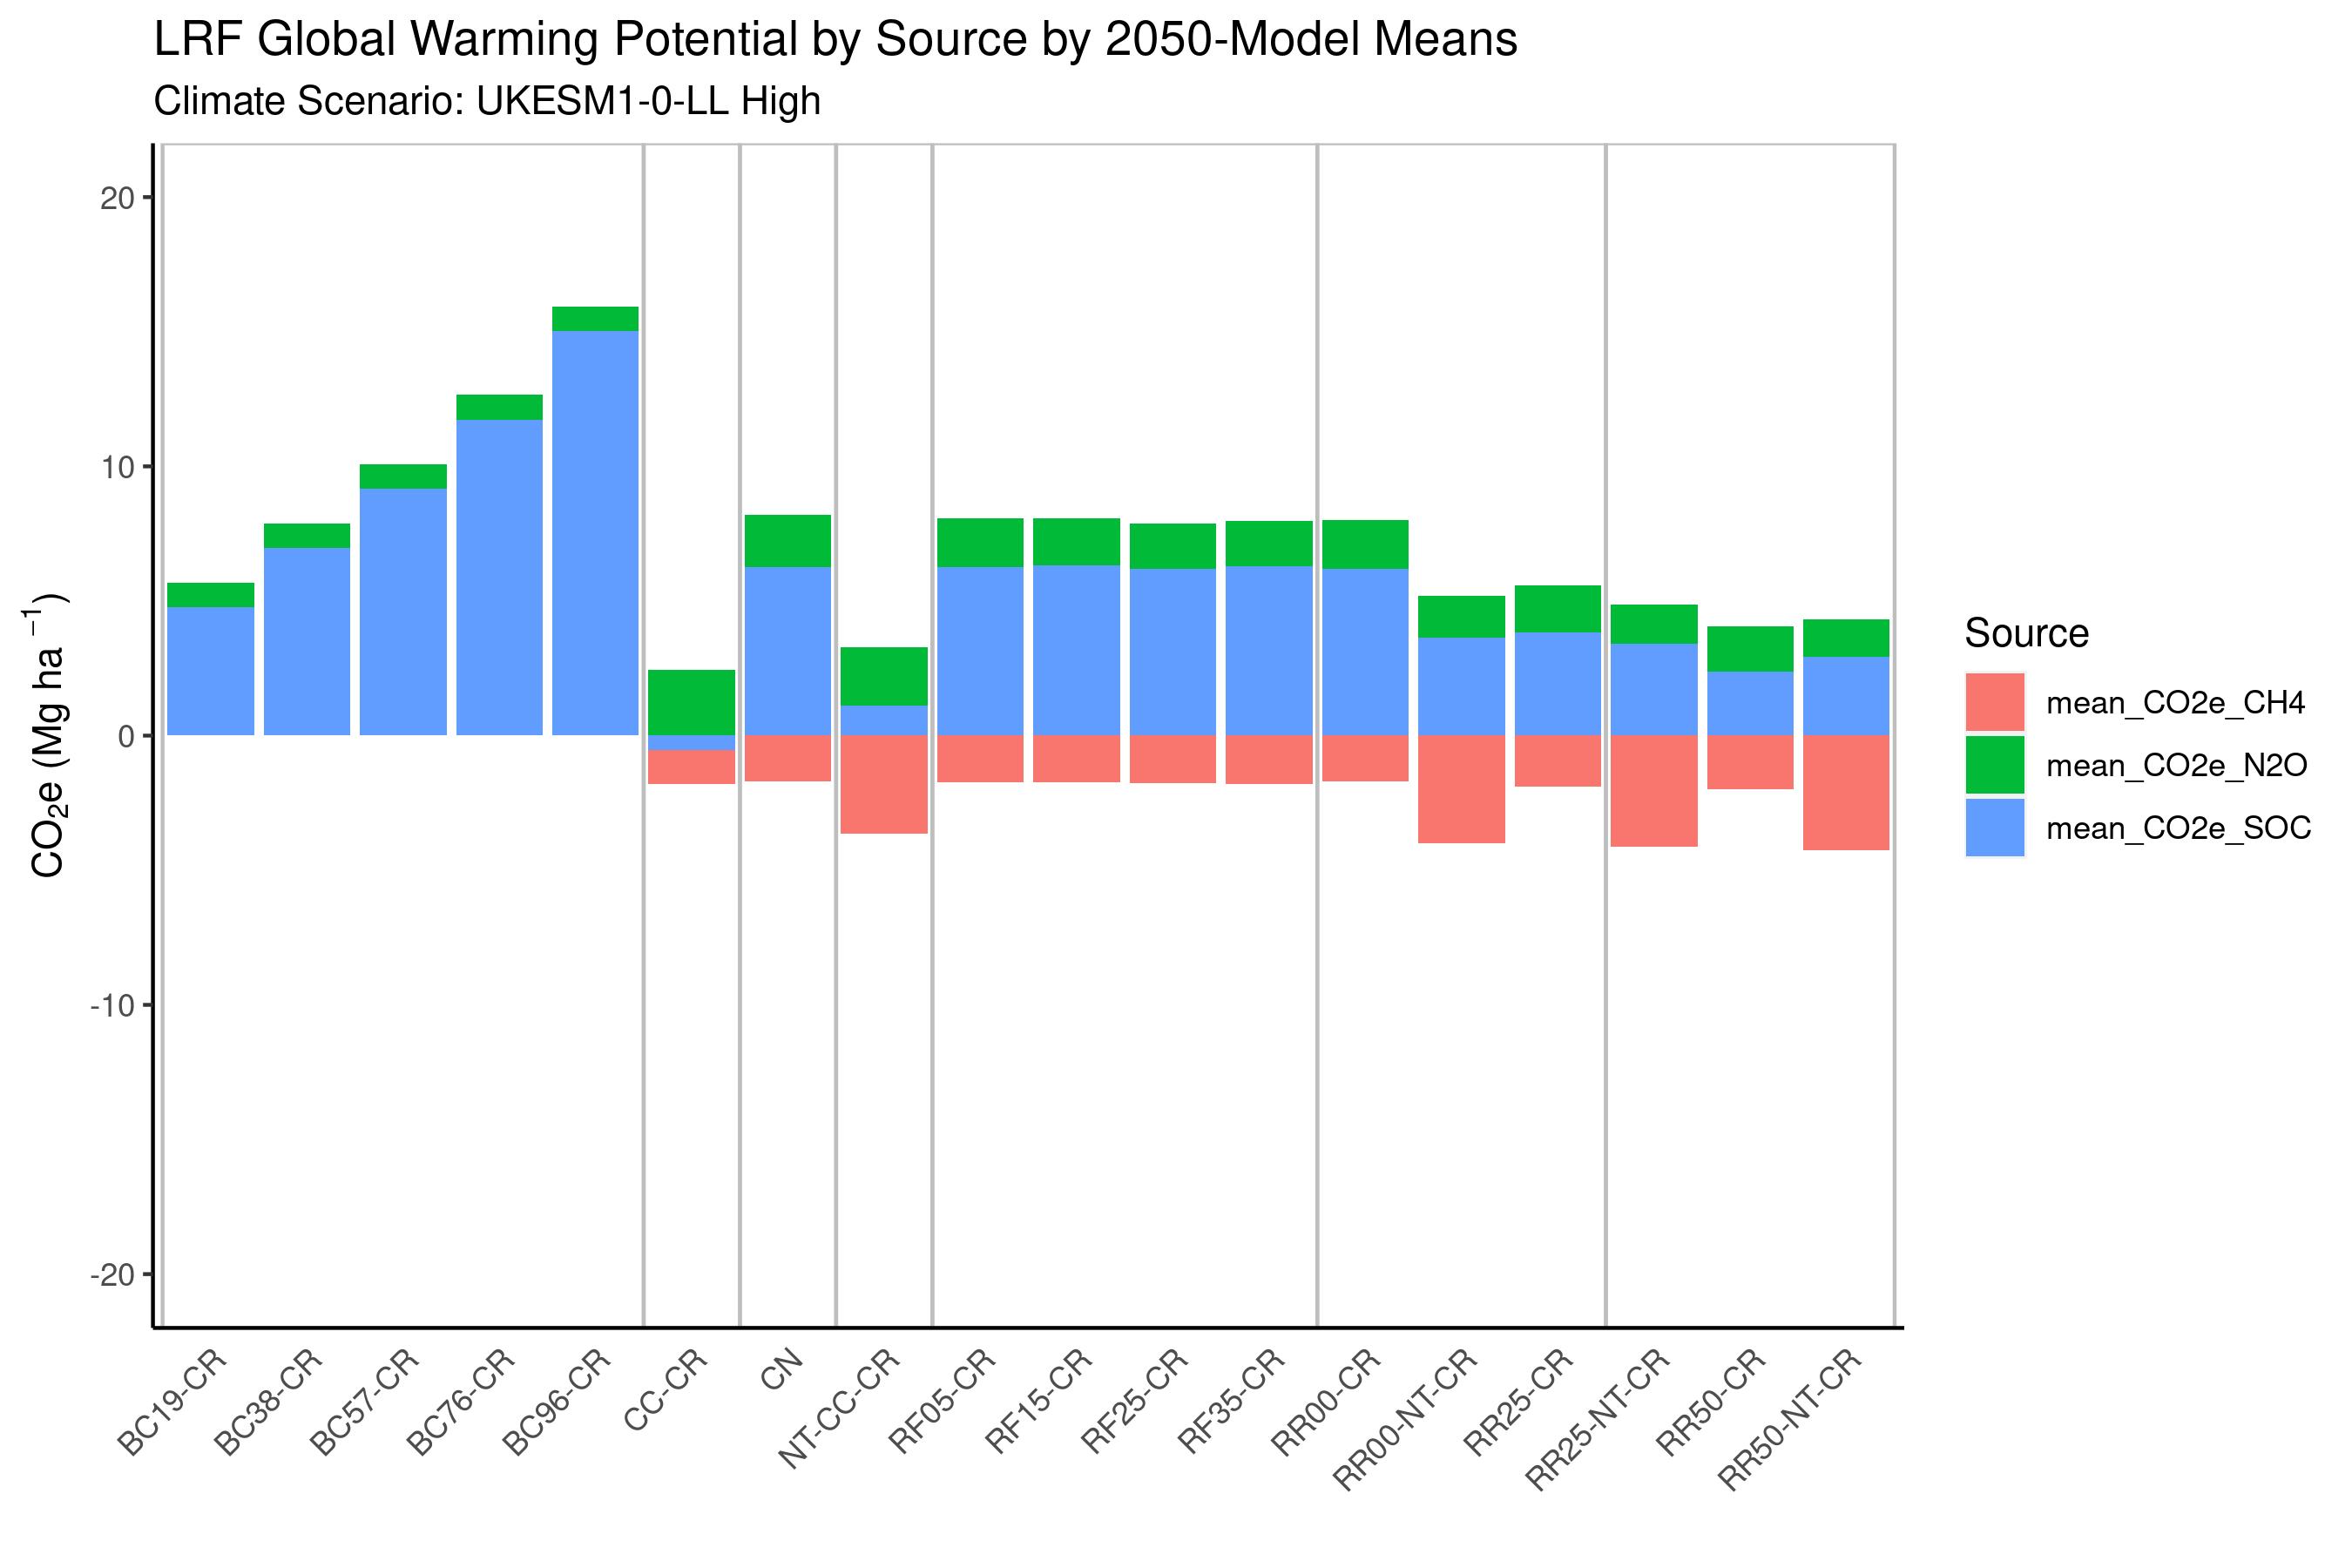 LRF Global Warming Potential by Source by 2050-Model Means
Climate Scenario: UKESM1-0-LL High
CO₂e (Mg ha ⁻¹)
20
10
0
-10
-20
BC19-CR
BC38-CR
BC57-CR
BC76-CR
BC96-CR
CC-CR
CN
NT-CC-CR
RF05-CR
RF15-CR
RF25-CR
RF35-CR
RR00-CR
RR00-NT-CR
RR25-CR
RR25-NT-CR
RR50-CR
RR50-NT-CR
Source
mean_CO2e_CH4
mean_CO2e_N2O
mean_CO2e_SOC